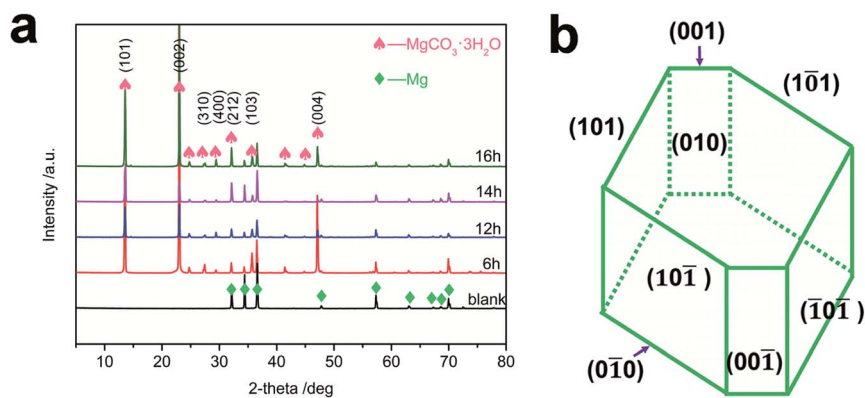 a
Intensity /a.u.
(101)
(002)
(310)
(400)
(212)
(103)
(004)
—MgCO₃·3H₂O
—Mg
16h
14h
12h
6h
blank
10 20 30 40 50 60 70 80
2-theta /deg
b
(001)
(11̅01)
(101)
(010)
(101̅)
(1̅01̅)
(001̅)
(01̅0)